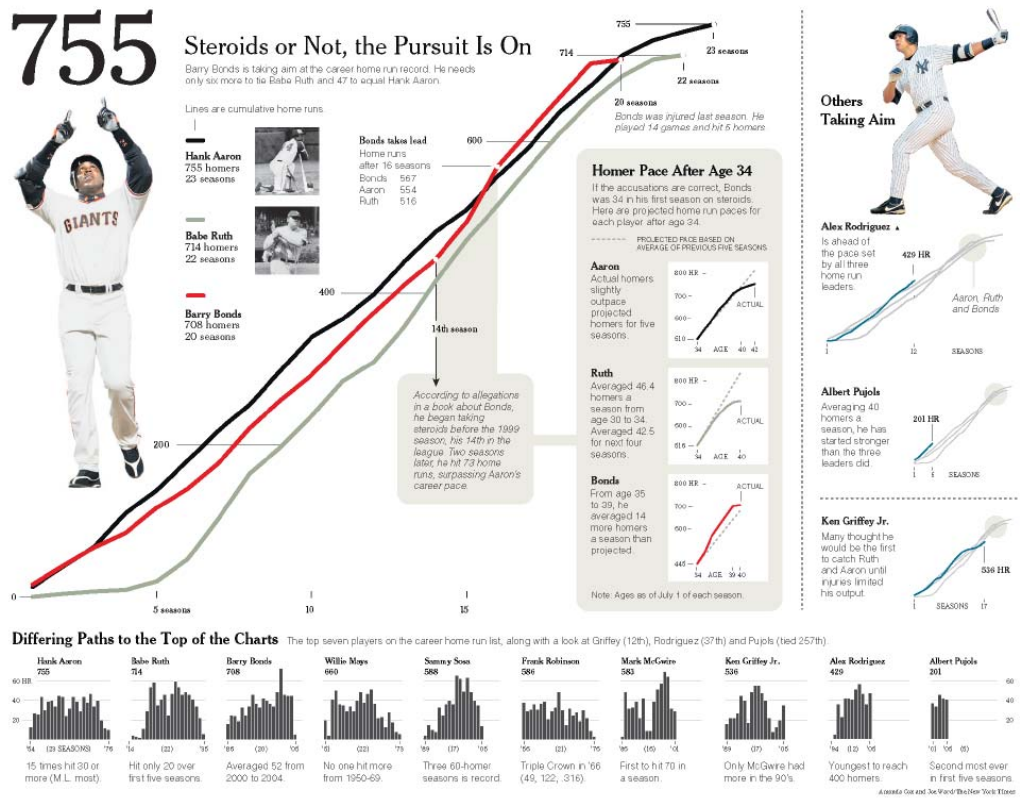 755
Steroids or Not, the Pursuit Is On
Barry Bonds is taking aim at the career home run record. He needs
only six more to tie Babe Ruth and 47 to equal Hank Aaron.
Lines are cumulative home runs.
Hank Aaron
755 homers
23 seasons
Babe Ruth
714 homers
22 seasons
Barry Bonds
708 homers
20 seasons
GIANTS
Bonds takes lead
Home runs
after 16 seasons
Bonds 567
Aaron 554
Ruth 516
755
23 seasons
714
22 seasons
20 seasons
Bonds was injured last season. He
played 14 games and hit 5 homers
600
400
200
0
14th season
5 seasons
10
15
According to allegations
in a book about Bonds,
he began taking
steroids before the 1999
season, his 14th in the
league. Two seasons
later, he hit 73 home
runs, surpassing Aaron's
career pace.
Homer Pace After Age 34
If the accusations are correct, Bonds
was 34 in his first season on steroids.
Here are projected home run paces for
each player after age 34.
PROJECTED PACE BASED ON
AVERAGE OF PREVIOUS FIVE SEASONS
Aaron
Actual homers
slightly
outpace
projected
homers for five
seasons.
800 HR
700
600
510
ACTUAL
34 AGE 40 42
Ruth
Averaged 46.4
homers a
season from
age 30 to 34.
Averaged 42.5
for next four
seasons.
800 HR
700
600
516
ACTUAL
34 AGE 40
Bonds
From age 35
to 39, he
averaged 14
more homers
a season than
projected.
800 HR
700
600
445
ACTUAL
34 AGE 39 40
Note: Ages as of July 1 of each season.
Others
Taking Aim
Alex Rodriguez ▲
Is ahead of
the pace set
by all three
home run
leaders.
429 HR
Aaron, Ruth
and Bonds
1 12 SEASONS
Albert Pujols
Averaging 40
homers a
season, he has
started stronger
than the three
leaders did.
201 HR
1 5 SEASONS
Ken Griffey Jr.
Many thought he
would be the first
to catch Ruth
and Aaron until
injuries limited
his output.
536 HR
1 SEASONS 17
Differing Paths to the Top of the Charts The top seven players on the career home run list, along with a look at Griffey (12th), Rodriguez (37th) and Pujols (tied 257th).
Hank Aaron
755
60 HR
40
20
'54 (23 SEASONS) '76
15 times hit 30 or
more (M.L. most).
Babe Ruth
714
'14 (22) '35
Hit only 20 over
first five seasons.
Barry Bonds
708
'86 (20) '05
Averaged 52 from
2000 to 2004.
Willie Mays
660
'51 (22) '73
No one hit more
from 1950-69.
Sammy Sosa
588
'89 (17) '05
Three 60-homer
seasons is record.
Frank Robinson
586
'56 (21) '76
Triple Crown in '66
(49, 122, .316).
Mark McGwire
583
'86 (16) '01
First to hit 70 in
a season.
Ken Griffey Jr.
536
'89 (17) '05
Only McGwire had
more in the 90's.
Alex Rodriguez
429
'94 (12) '05
Youngest to reach
400 homers.
Albert Pujols
201
60
40
20
'01 '05 (5)
Second most ever
in first five seasons.
Amanda Cox and Joe Ward/The New York Times